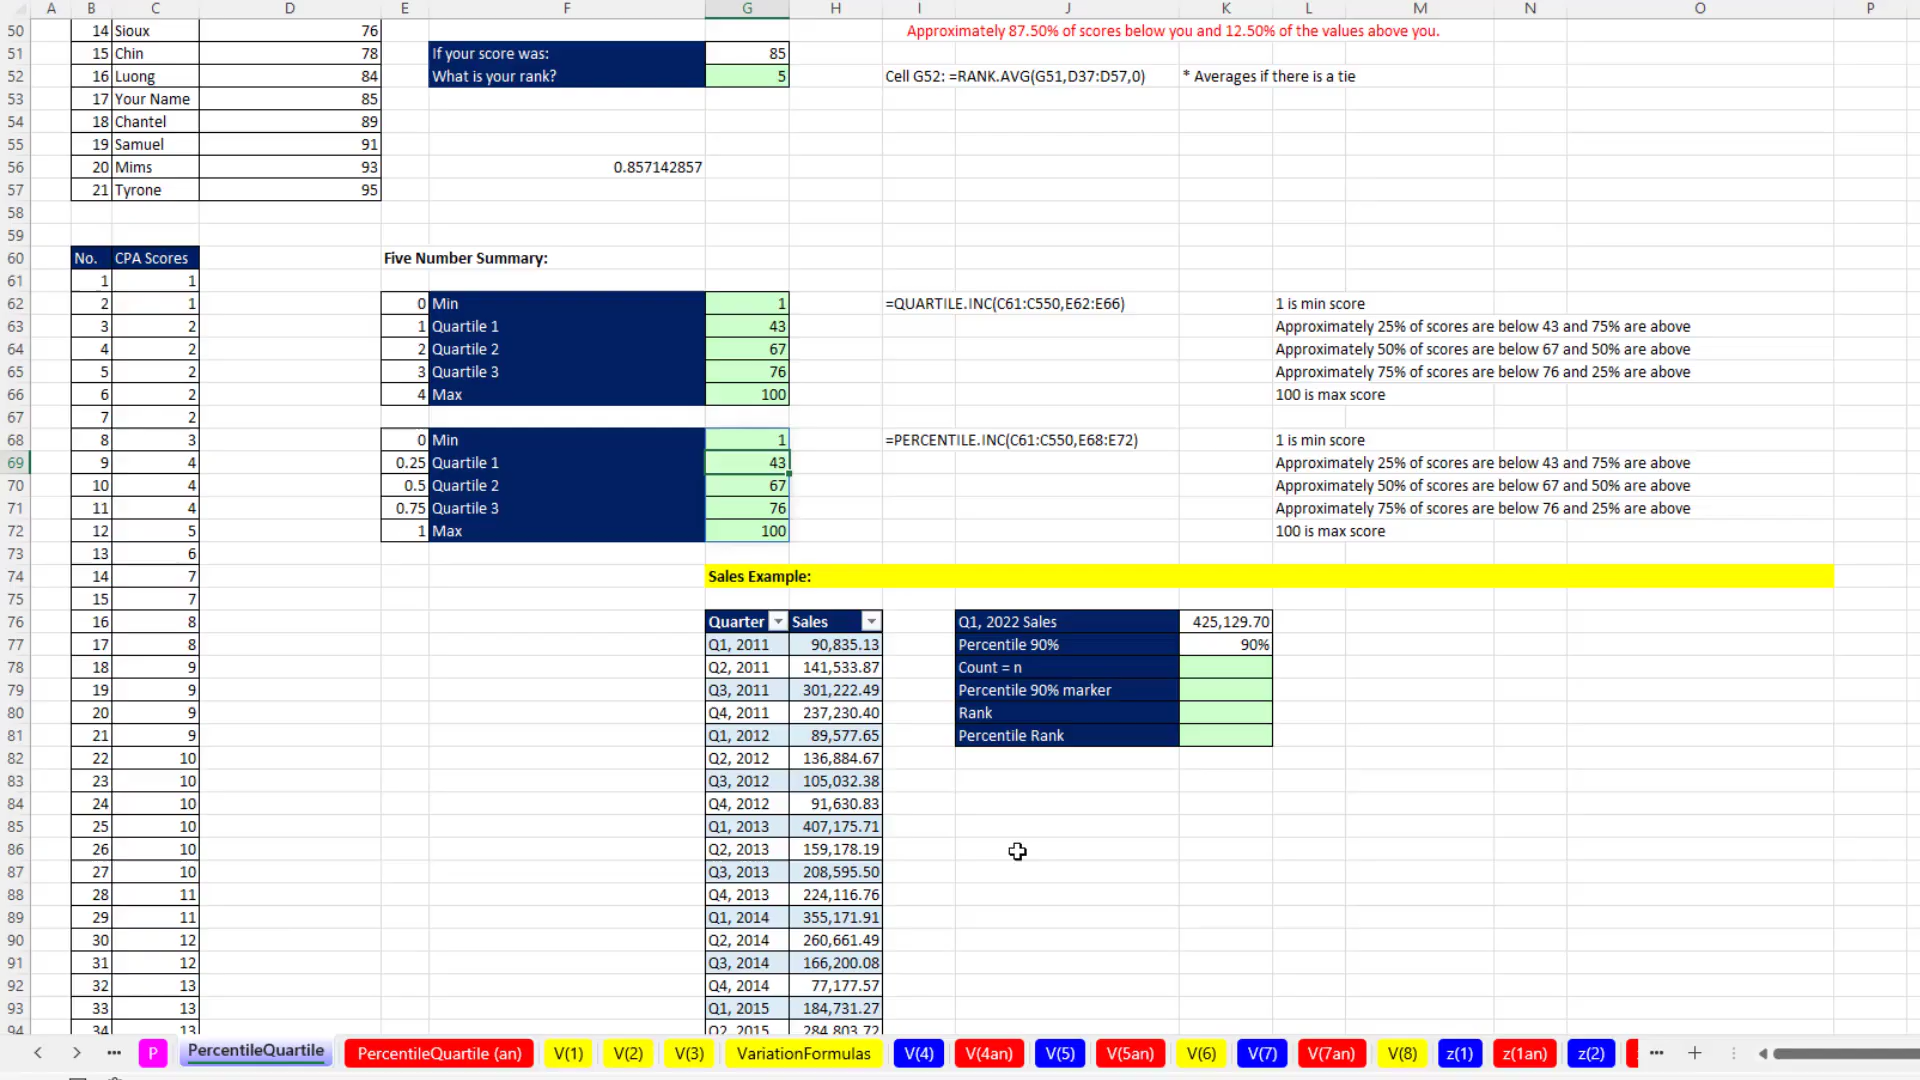 A B C D E F G H I J K L M N O P
50 14 Sioux 76 Approximately 87.50% of scores below you and 12.50% of the values above you.
51 15 Chin 78 If your score was: 85
52 16 Luong 84 What is your rank? 5 Cell G52: =RANK.AVG(G51,D37:D57,0) * Averages if there is a tie
53 17 Your Name 85
54 18 Chantel 89
55 19 Samuel 91
56 20 Mims 93 0.857142857
57 21 Tyrone 95
58
59
60 No. CPA Scores Five Number Summary:
61 1 1
62 2 1 0 Min 1 =QUARTILE.INC(C61:C550,E62:E66) 1 is min score
63 3 2 1 Quartile 1 43 Approximately 25% of scores are below 43 and 75% are above
64 4 2 2 Quartile 2 67 Approximately 50% of scores are below 67 and 50% are above
65 5 2 3 Quartile 3 76 Approximately 75% of scores are below 76 and 25% are above
66 6 2 4 Max 100 100 is max score
67 7 2
68 8 3 0 Min 1 =PERCENTILE.INC(C61:C550,E68:E72) 1 is min score
69 9 4 0.25 Quartile 1 43 Approximately 25% of scores are below 43 and 75% are above
70 10 4 0.5 Quartile 2 67 Approximately 50% of scores are below 67 and 50% are above
71 11 4 0.75 Quartile 3 76 Approximately 75% of scores are below 76 and 25% are above
72 12 5 1 Max 100 100 is max score
73 13 6
74 14 7 Sales Example:
75 15 7
76 16 8 Quarter Sales Q1, 2022 Sales 425,129.70
77 17 8 Q1, 2011 90,835.13 Percentile 90% 90%
78 18 9 Q2, 2011 141,533.87 Count = n
79 19 9 Q3, 2011 301,222.49 Percentile 90% marker
80 20 9 Q4, 2011 237,230.40 Rank
81 21 9 Q1, 2012 89,577.65 Percentile Rank
82 22 10 Q2, 2012 136,884.67
83 23 10 Q3, 2012 105,032.38
84 24 10 Q4, 2012 91,630.83
85 25 10 Q1, 2013 407,175.71
86 26 10 Q2, 2013 159,178.19
87 27 10 Q3, 2013 208,595.50
88 28 11 Q4, 2013 224,116.76
89 29 11 Q1, 2014 355,171.91
90 30 12 Q2, 2014 260,661.49
91 31 12 Q3, 2014 166,200.08
92 32 13 Q4, 2014 77,177.57
93 33 13 Q1, 2015 184,731.27
94 34 13 Q2, 2015 284,803.72
P PercentileQuartile PercentileQuartile (an) V(1) V(2) V(3) VariationFormulas V(4) V(4an) V(5) V(5an) V(6) V(7) V(7an) V(8) z(1) z(1an) z(2)